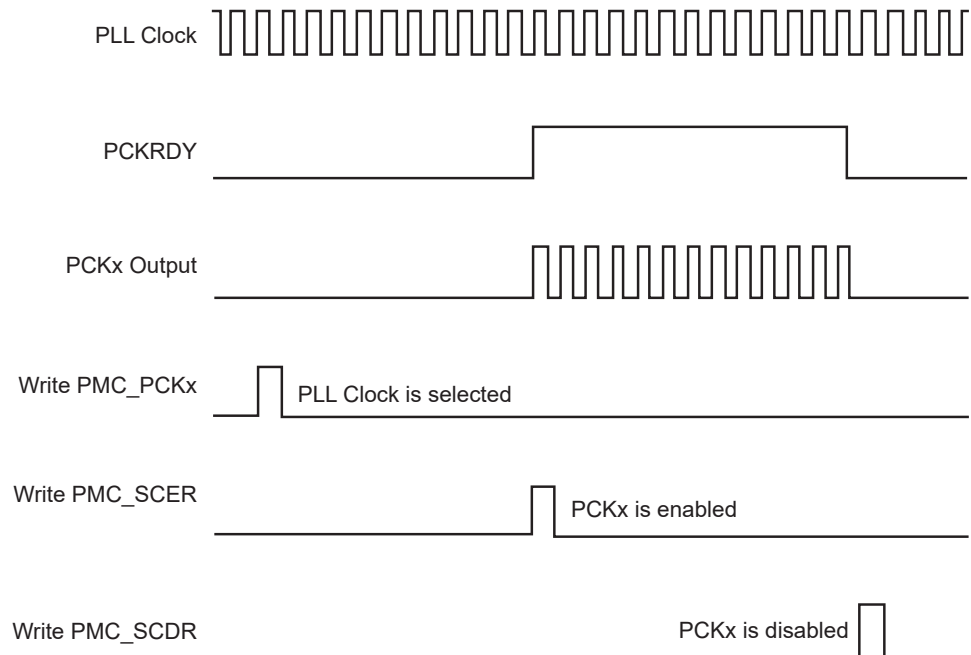 PLL Clock
PCKRDY
PCKx Output
Write PMC_PCKx
PLL Clock is selected
Write PMC_SCER
PCKx is enabled
Write PMC_SCDR
PCKx is disabled